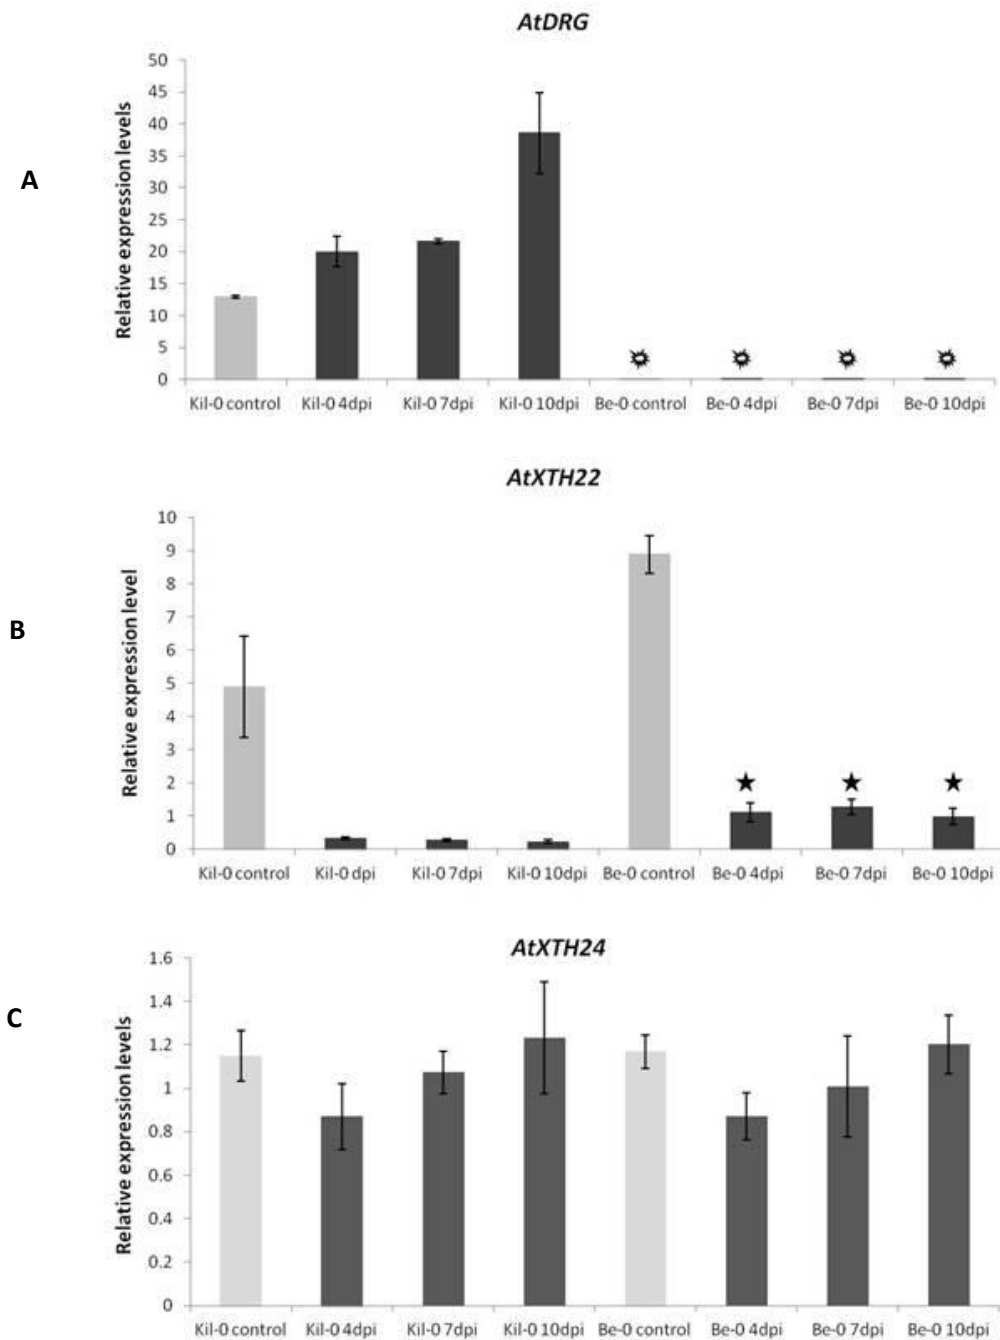 AtDRG
A
Relative expression levels
50
45
40
35
30
25
20
15
10
5
0
Kil-0 control Kil-0 4dpi Kil-0 7dpi Kil-0 10dpi Be-0 control Be-0 4dpi Be-0 7dpi Be-0 10dpi
AtXTH22
B
Relative expression level
10
9
8
7
6
5
4
3
2
1
0
Kil-0 control Kil-0 dpi Kil-0 7dpi Kil-0 10dpi Be-0 control Be-0 4dpi Be-0 7dpi Be-0 10dpi
AtXTH24
C
Relative expression levels
1.6
1.4
1.2
1
0.8
0.6
0.4
0.2
0
Kil-0 control Kil-0 4dpi Kil-0 7dpi Kil-0 10dpi Be-0 control Be-0 4dpi Be-0 7dpi Be-0 10dpi